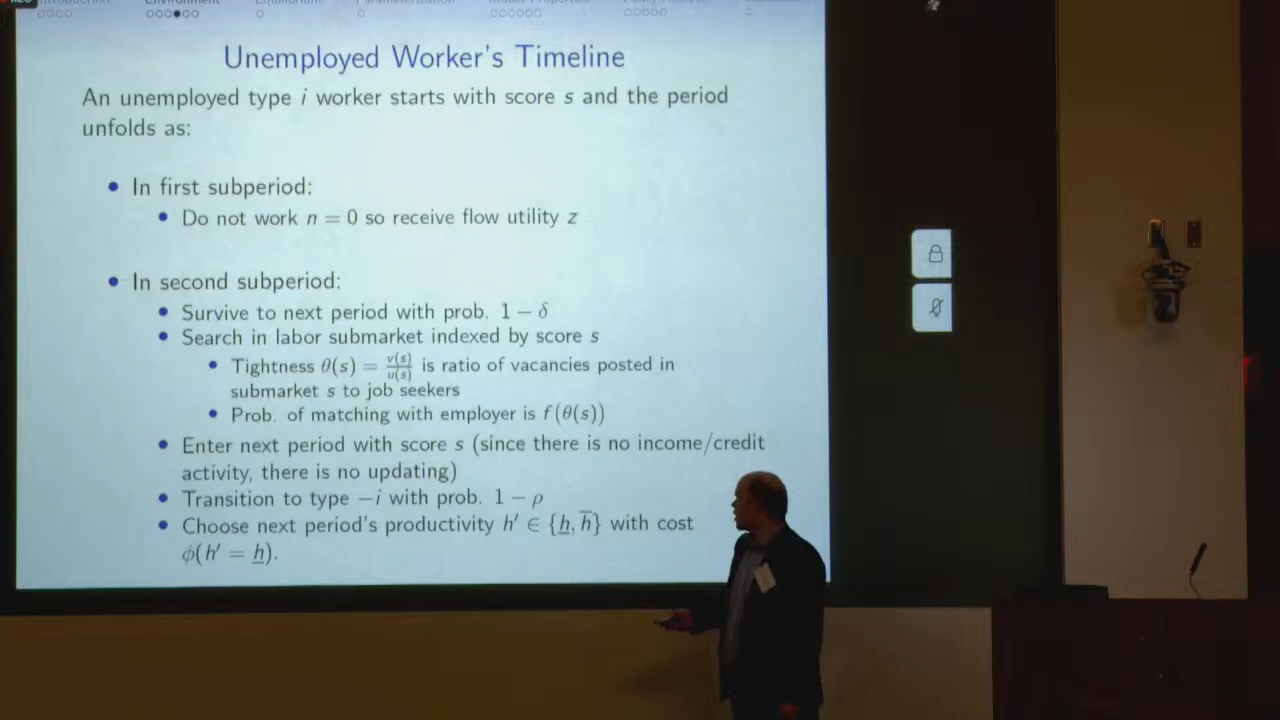 Unemployed Worker's Timeline
An unemployed type i worker starts with score s and the period
unfolds as:
• In first subperiod:
• Do not work n = 0 so receive flow utility z
• In second subperiod:
• Survive to next period with prob. 1 − δ
• Search in labor submarket indexed by score s
• Tightness θ(s) = v(s)/u(s) is ratio of vacancies posted in
submarket s to job seekers
• Prob. of matching with employer is f(θ(s))
• Enter next period with score s (since there is no income/credit
activity, there is no updating)
• Transition to type −i with prob. 1 − ρ
• Choose next period's productivity h′ ∈ {h̲, h̅} with cost
ϕ(h′ = h̲).